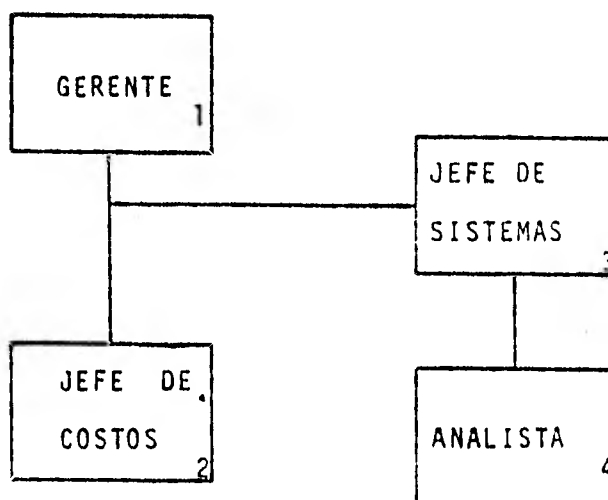 GERENTE
1
JEFE DE
SISTEMAS
3
JEFE DE
COSTOS
2
ANALISTA
4